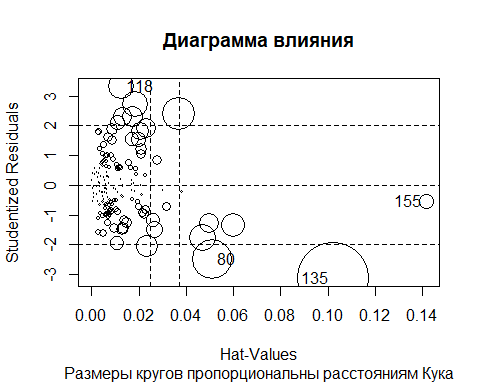 Диаграмма влияния
Studentized Residuals
3
2
1
0
-1
-2
-3
118
155
80
135
0.00 0.02 0.04 0.06 0.08 0.10 0.12 0.14
Hat-Values
Размеры кругов пропорциональны расстояниям Кука